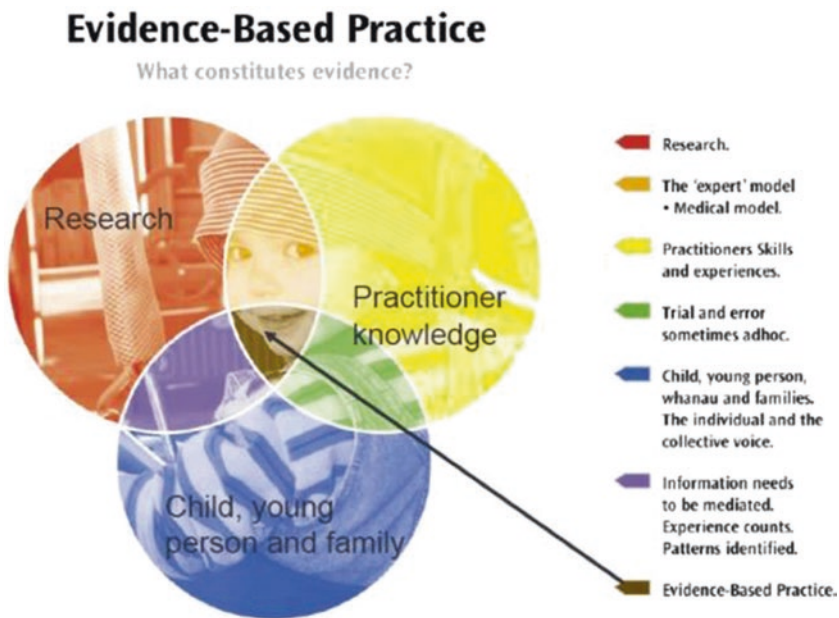 Evidence-Based Practice
What constitutes evidence?
Research
Practitioner
knowledge
Child, young
person and family
Research.
The 'expert' model
• Medical model.
Practitioners Skills
and experiences.
Trial and error
sometimes adhoc.
Child, young person,
whanau and families.
The individual and the
collective voice.
Information needs
to be mediated.
Experience counts.
Patterns identified.
Evidence-Based Practice.